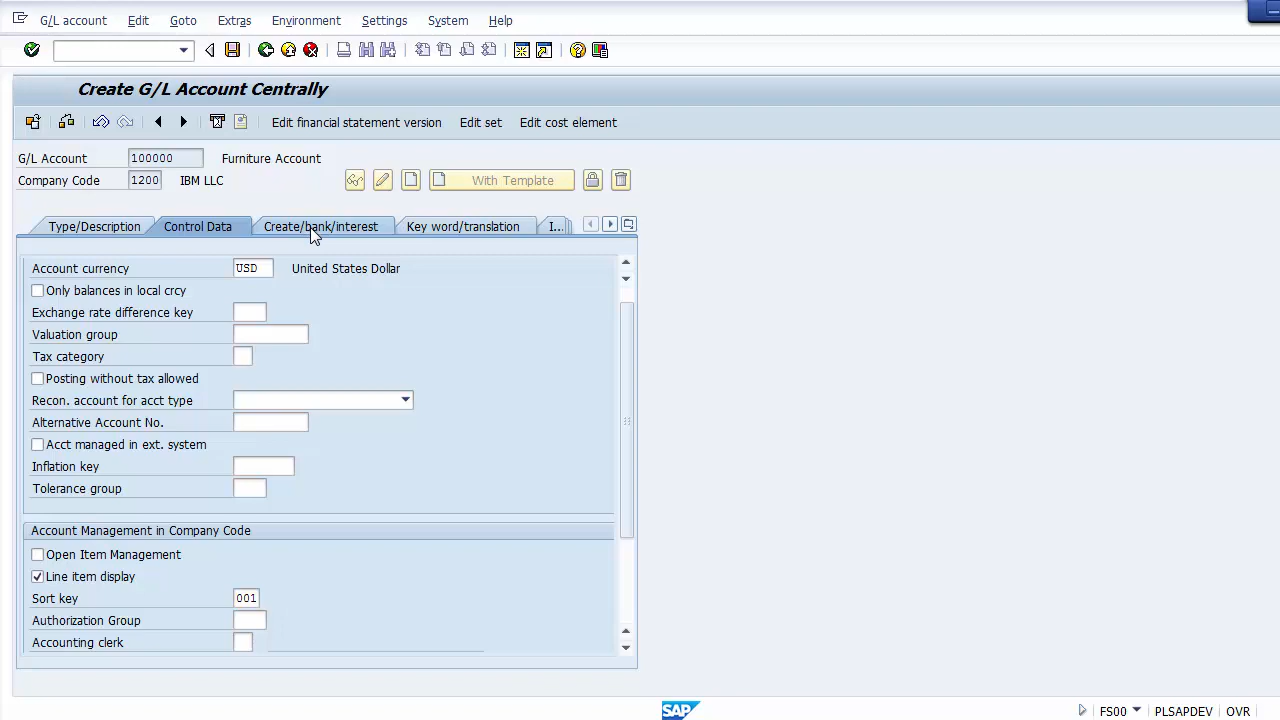 G/L account Edit Goto Extras Environment Settings System Help
Create G/L Account Centrally
Edit financial statement version Edit set Edit cost element
G/L Account 100000 Furniture Account
Company Code 1200 IBM LLC With Template
Type/Description Control Data Create/bank/interest Key word/translation I...
Account currency USD United States Dollar
Only balances in local crcy
Exchange rate difference key
Valuation group
Tax category
Posting without tax allowed
Recon. account for acct type
Alternative Account No.
Acct managed in ext. system
Inflation key
Tolerance group
Account Management in Company Code
Open Item Management
Line item display
Sort key 001
Authorization Group
Accounting clerk
SAP FS00 PLSAPDEV OVR